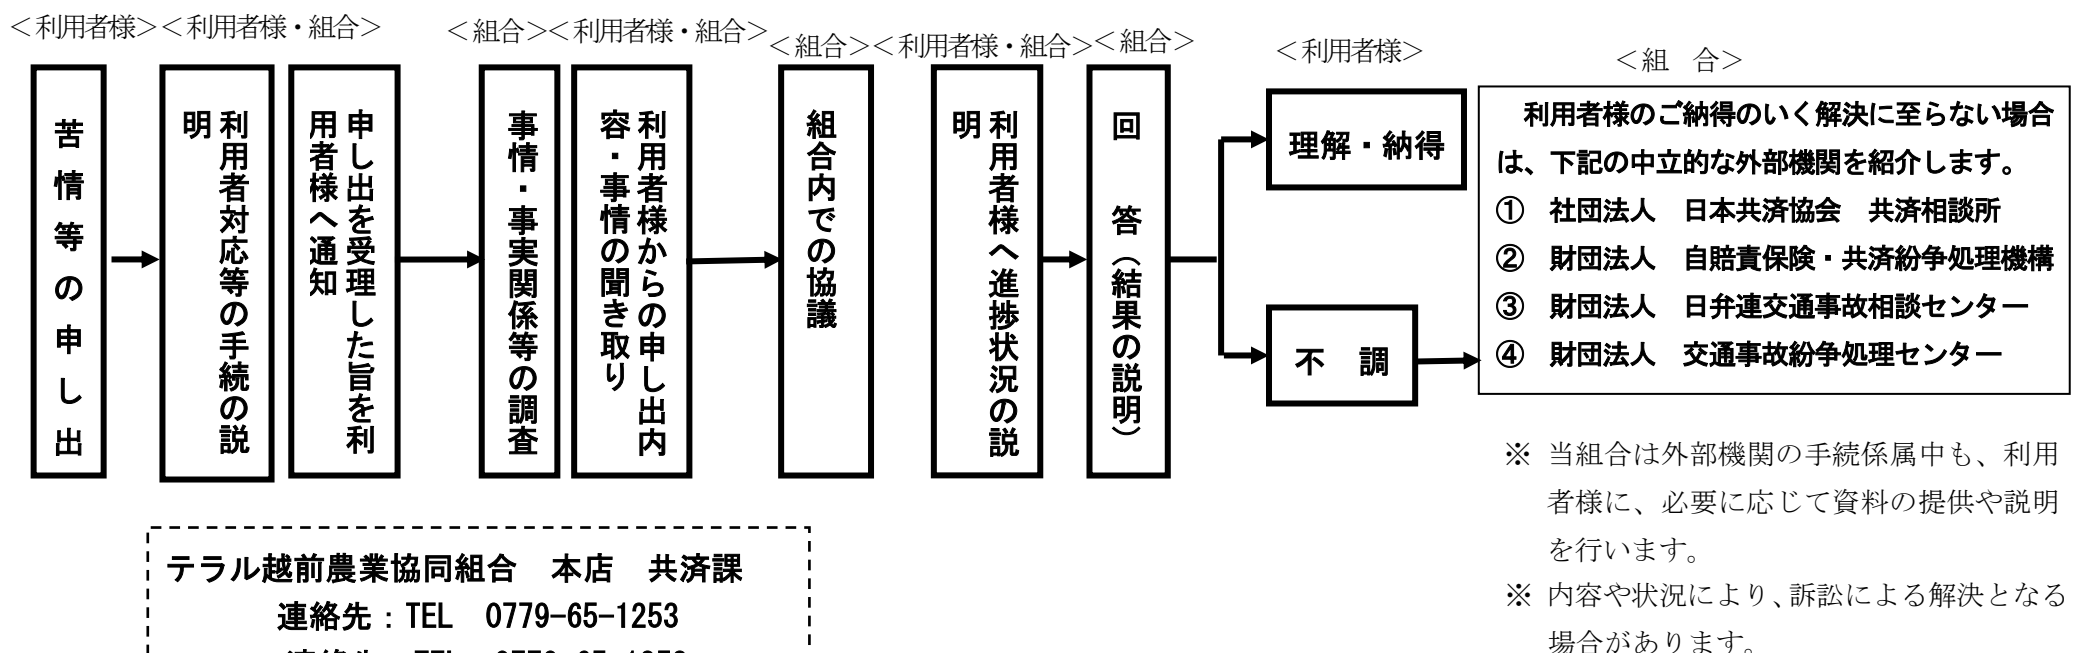 ＜利用者様＞
＜利用者様・組合＞
＜組合＞
＜利用者様・組合＞
＜組合＞
＜利用者様・組合＞
＜組合＞
＜利用者様＞
＜組　合＞
苦情等の申し出
利用者対応等の手続の説
明
申し出を受理した旨を利
用者様へ通知
事情・事実関係等の調査
利用者様からの申し出内
容・事情の聞き取り
組合内での協議
利用者様へ進捗状況の説
明
回　答（結果の説明）
理解・納得
不　調
利用者様のご納得のいく解決に至らない場合
は、下記の中立的な外部機関を紹介します。
①　社団法人　日本共済協会　共済相談所
②　財団法人　自賠責保険・共済紛争処理機構
③　財団法人　日弁連交通事故相談センター
④　財団法人　交通事故紛争処理センター
※ 当組合は外部機関の手続係属中も、利用
者様に、必要に応じて資料の提供や説明
を行います。
※ 内容や状況により、訴訟による解決となる
場合があります。
テラル越前農業協同組合　本店　共済課
連絡先：TEL　0779-65-1253